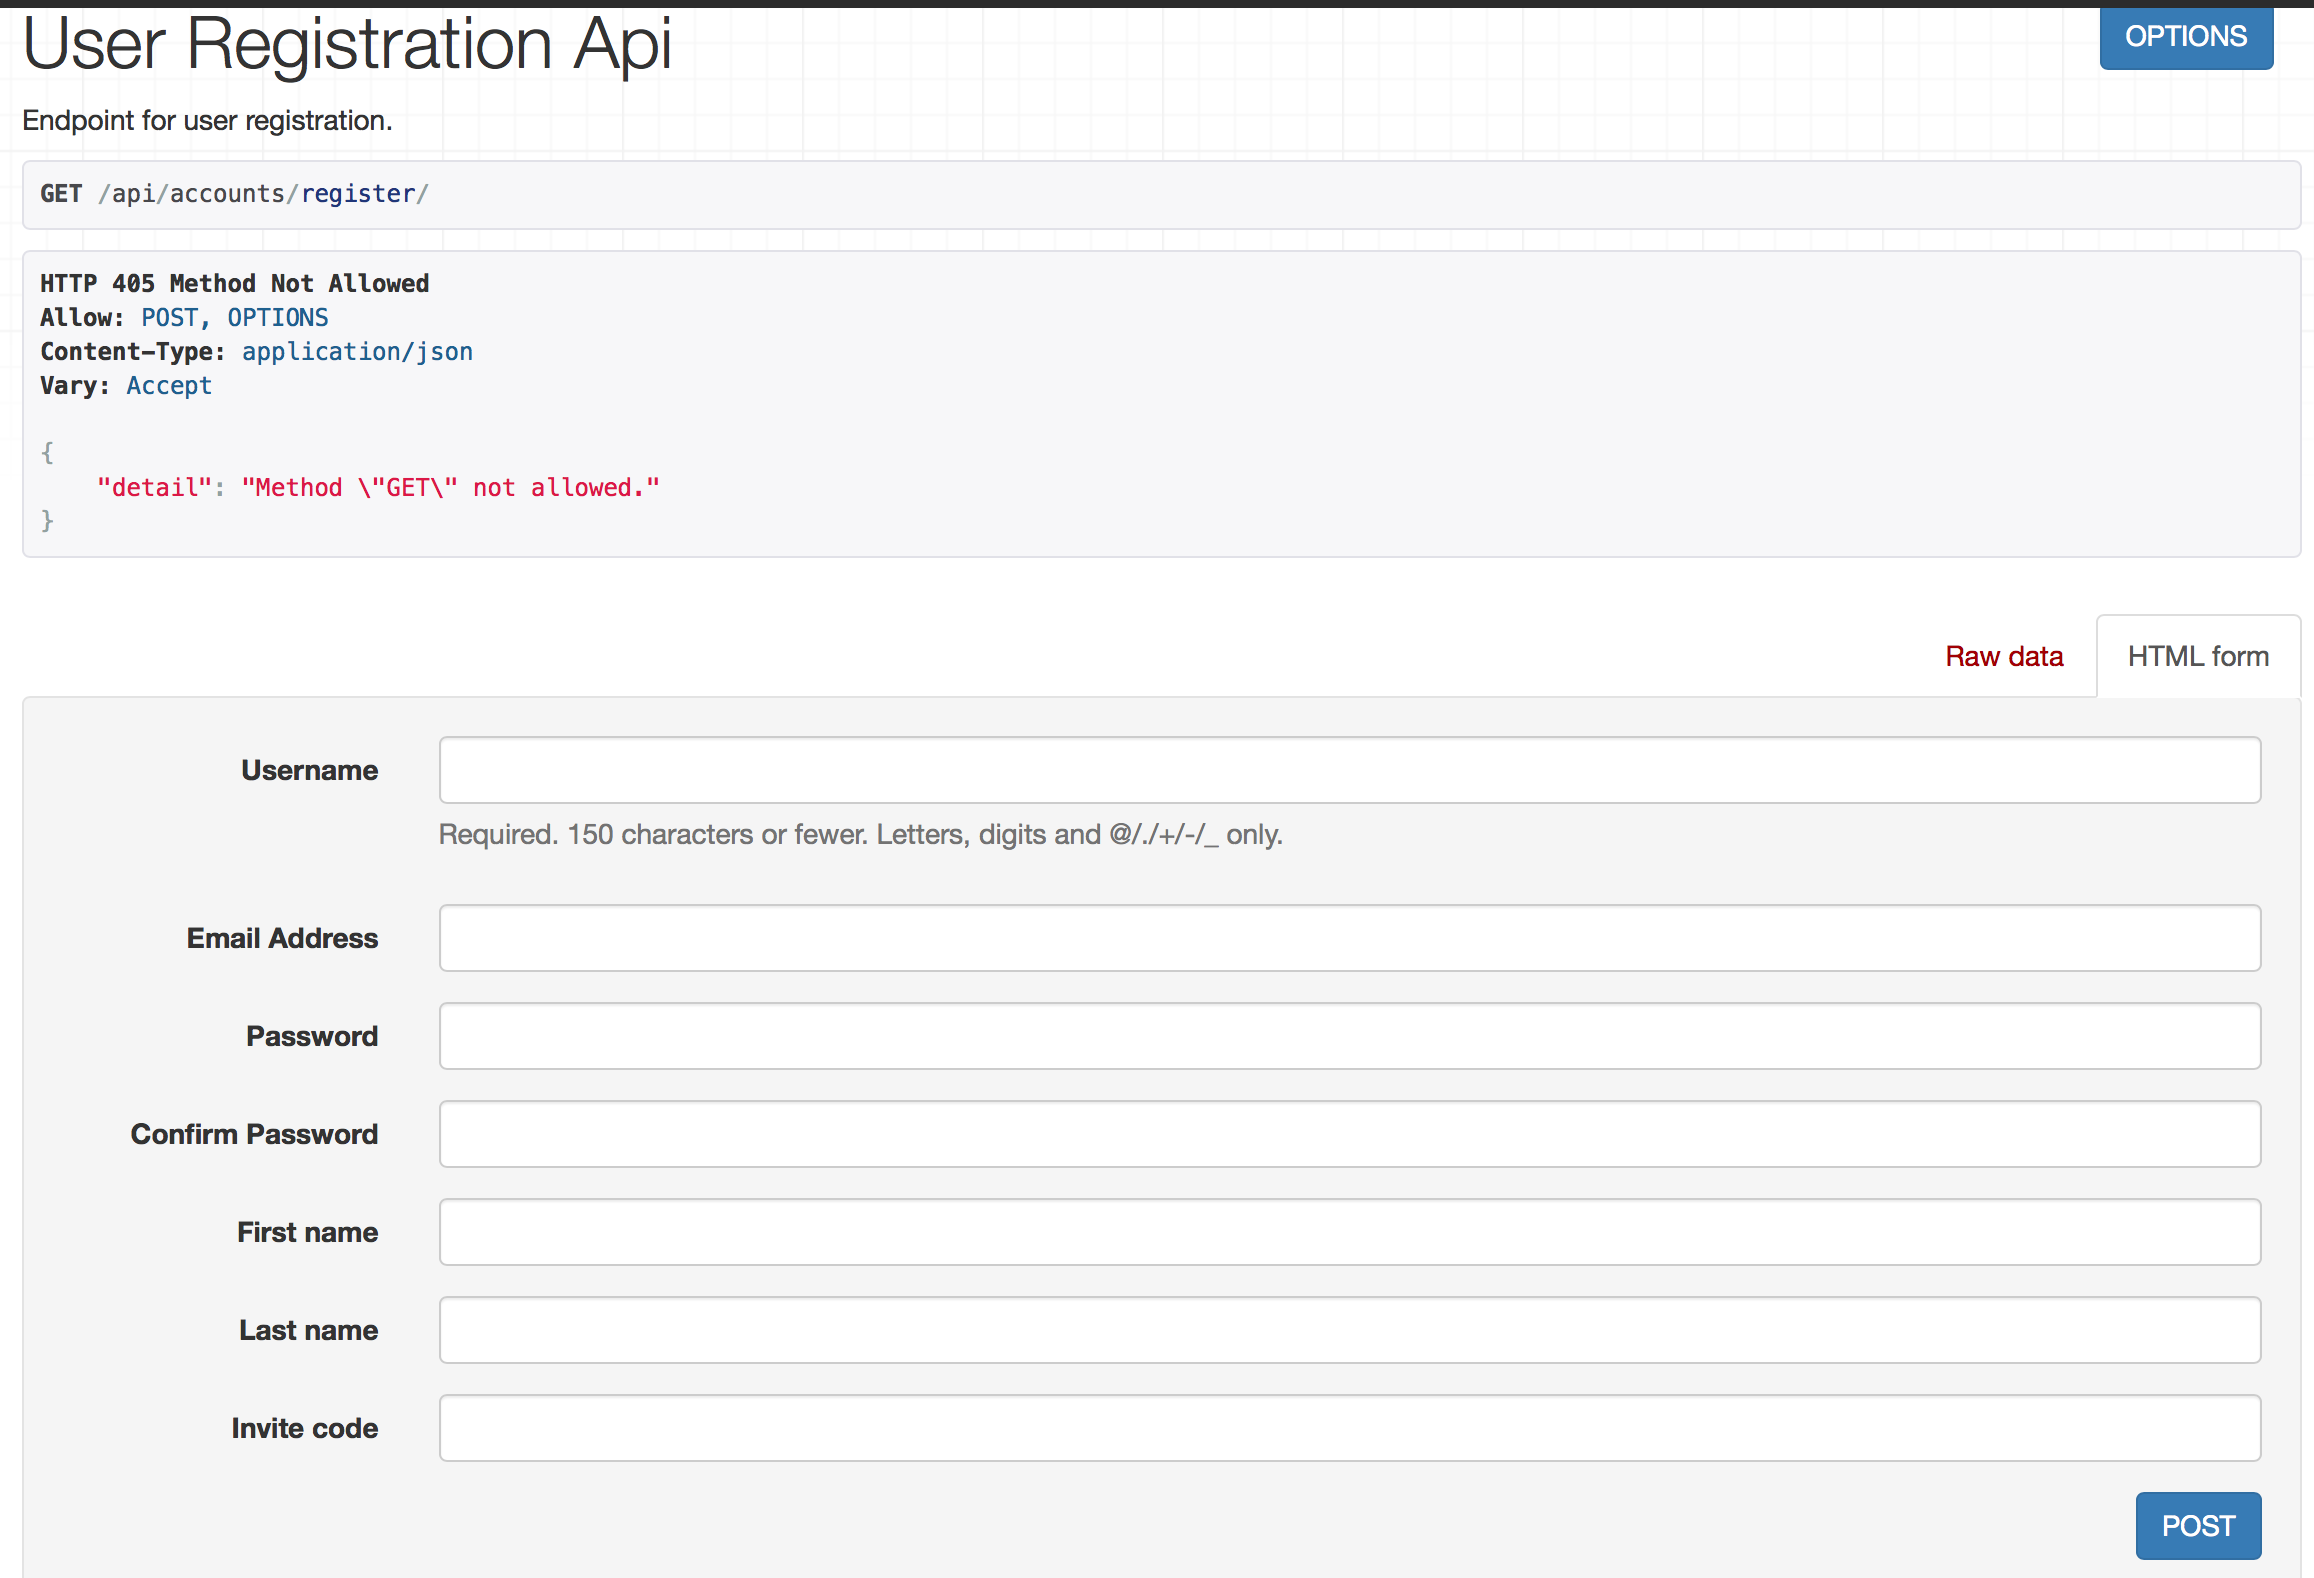 User Registration Api
OPTIONS
Endpoint for user registration.
GET /api/accounts/register/
HTTP 405 Method Not Allowed
Allow: POST, OPTIONS
Content-Type: application/json
Vary: Accept
{
"detail": "Method \"GET\" not allowed."
}
Raw data
HTML form
Username
Required. 150 characters or fewer. Letters, digits and @/./+/-/_ only.
Email Address
Password
Confirm Password
First name
Last name
Invite code
POST